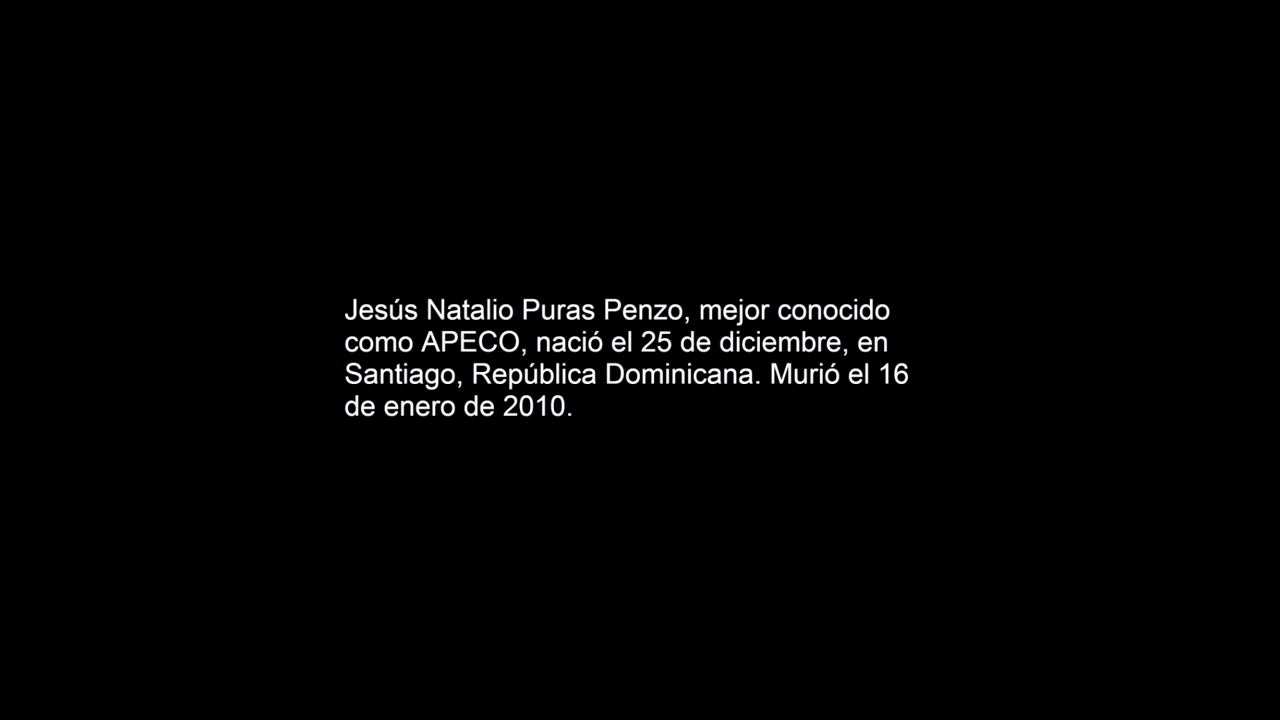 Jesús Natalio Puras Penzo, mejor conocido
como APECO, nació el 25 de diciembre, en
Santiago, República Dominicana. Murió el 16
de enero de 2010.